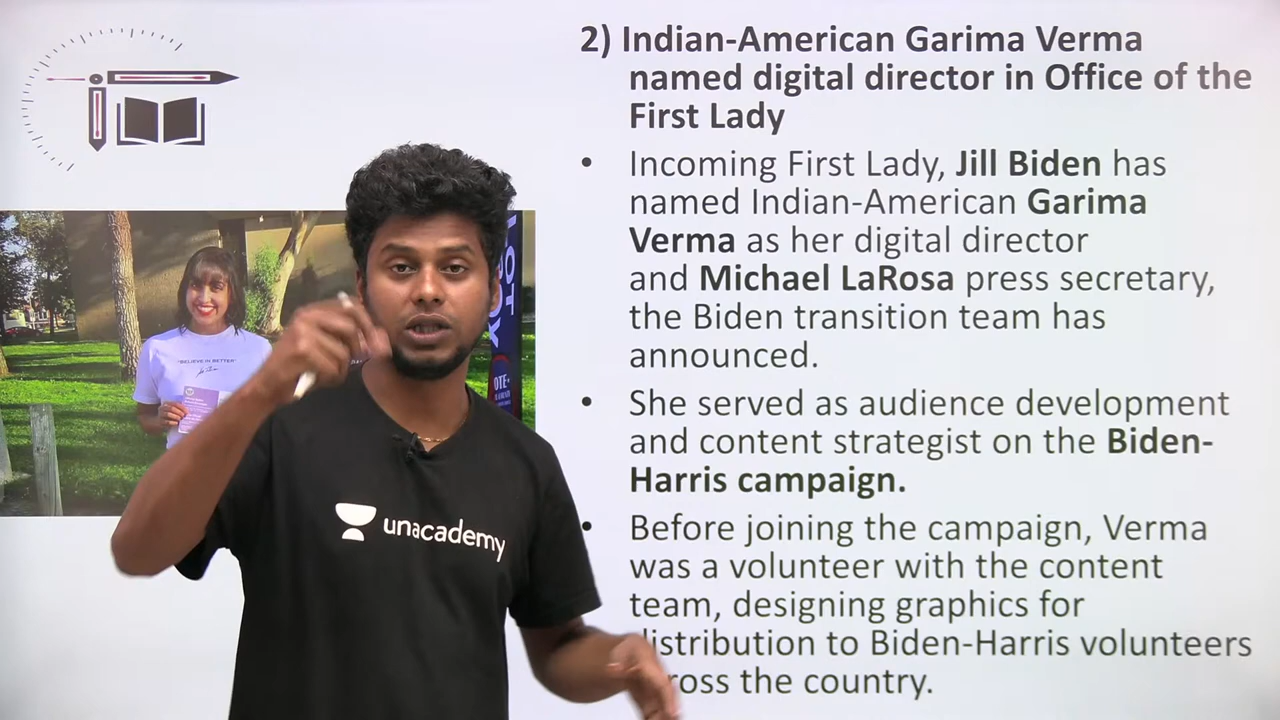 2) Indian-American Garima Verma
named digital director in Office of the
First Lady
• Incoming First Lady, Jill Biden has
named Indian-American Garima
Verma as her digital director
and Michael LaRosa press secretary,
the Biden transition team has
announced.
• She served as audience development
and content strategist on the Biden-
Harris campaign.
• Before joining the campaign, Verma
was a volunteer with the content
team, designing graphics for
distribution to Biden-Harris volunteers
across the country.
"BELIEVE IN BETTER"
unacademy